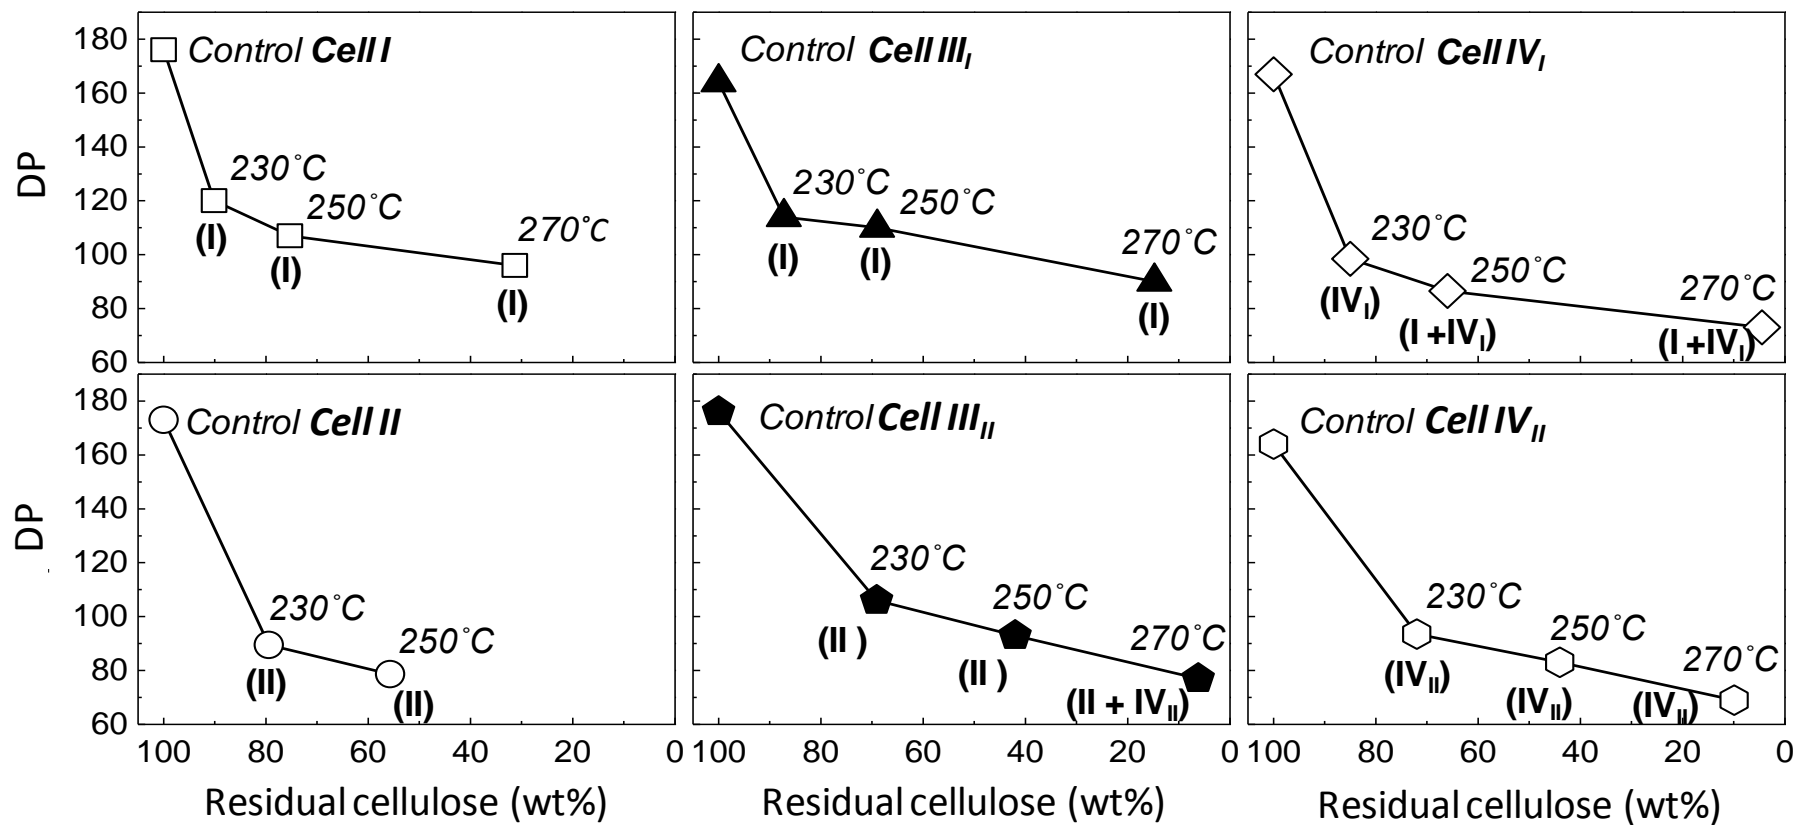 Control Cell I
Control Cell III_I
Control Cell IV_I
180
160
140
120
100
80
60
DP
230°C
250°C
270°C
(I)
(I)
(I)
230°C
250°C
270°C
(I)
(I)
(I)
230°C
250°C
270°C
(IV_I)
(I +IV_I)
(I +IV_I)
Control Cell II
Control Cell III_II
Control Cell IV_II
180
160
140
120
100
80
60
DP
230°C
250°C
(II)
(II)
230°C
250°C
270°C
(II )
(II )
(II + IV_II)
230°C
250°C
270°C
(IV_II)
(IV_II)
(IV_II)
100 80 60 40 20 0
100 80 60 40 20
100 80 60 40 20 0
Residual cellulose (wt%)
Residual cellulose (wt%)
Residual cellulose (wt%)